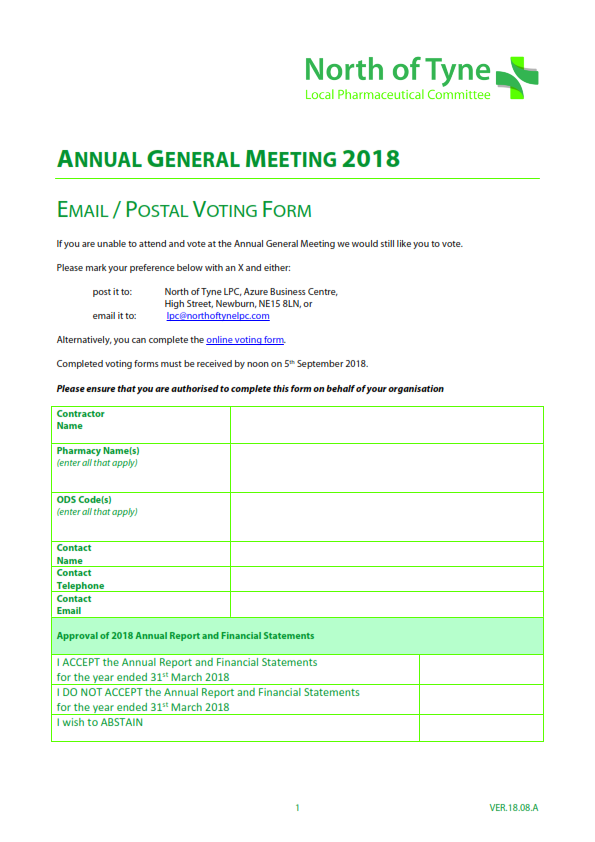 North of Tyne
Local Pharmaceutical Committee
ANNUAL GENERAL MEETING 2018
EMAIL / POSTAL VOTING FORM
If you are unable to attend and vote at the Annual General Meeting we would still like you to vote.
Please mark your preference below with an X and either:
post it to: North of Tyne LPC, Azure Business Centre,
High Street, Newburn, NE15 8LN, or
email it to: lpc@northoftynelpc.com
Alternatively, you can complete the online voting form.
Completed voting forms must be received by noon on 5th September 2018.
Please ensure that you are authorised to complete this form on behalf of your organisation
Contractor
Name
Pharmacy Name(s)
(enter all that apply)
ODS Code(s)
(enter all that apply)
Contact
Name
Contact
Telephone
Contact
Email
Approval of 2018 Annual Report and Financial Statements
I ACCEPT the Annual Report and Financial Statements
for the year ended 31st March 2018
I DO NOT ACCEPT the Annual Report and Financial Statements
for the year ended 31st March 2018
I wish to ABSTAIN
1 VER.18.08.A